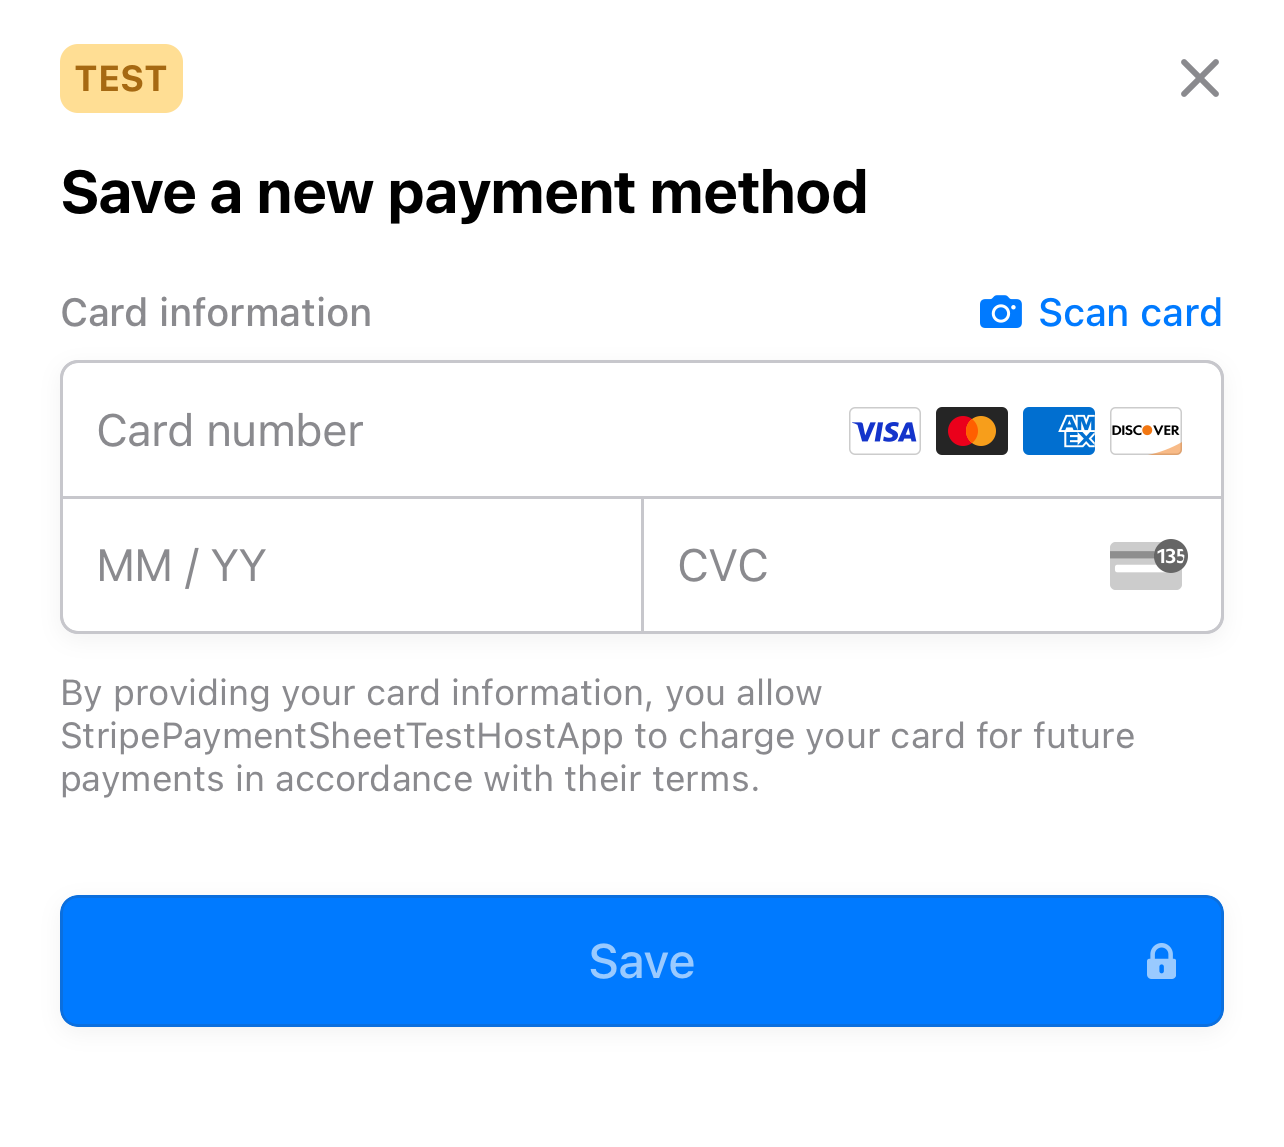 TEST
Save a new payment method
Card information
Scan card
Card number
VISA
AM
EX
DISCOVER
MM / YY
CVC
135
By providing your card information, you allow
StripePaymentSheetTestHostApp to charge your card for future
payments in accordance with their terms.
Save